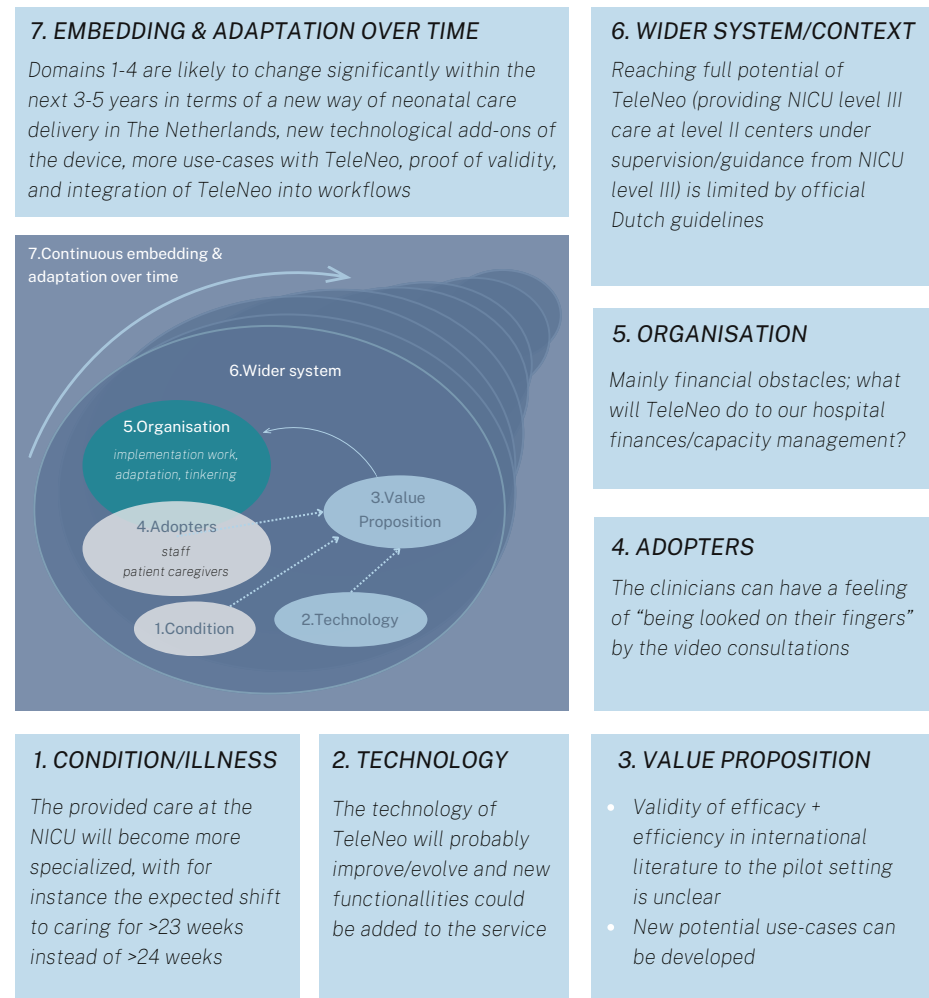 7. EMBEDDING & ADAPTATION OVER TIME
Domains 1-4 are likely to change significantly within the
next 3-5 years in terms of a new way of neonatal care
delivery in The Netherlands, new technological add-ons of
the device, more use-cases with TeleNeo, proof of validity,
and integration of TeleNeo into workflows
6. WIDER SYSTEM/CONTEXT
Reaching full potential of
TeleNeo (providing NICU level III
care at level II centers under
supervision/guidance from NICU
level III) is limited by official
Dutch guidelines
7.Continuous embedding &
adaptation over time
6.Wider system
5.Organisation
implementation work,
adaptation, tinkering
4.Adopters
staff
patient caregivers
3.Value
Proposition
1.Condition
2.Technology
5. ORGANISATION
Mainly financial obstacles; what
will TeleNeo do to our hospital
finances/capacity management?
4. ADOPTERS
The clinicians can have a feeling
of “being looked on their fingers”
by the video consultations
1. CONDITION/ILLNESS
The provided care at the
NICU will become more
specialized, with for
instance the expected shift
to caring for >23 weeks
instead of >24 weeks
2. TECHNOLOGY
The technology of
TeleNeo will probably
improve/evolve and new
functionallities could
be added to the service
3. VALUE PROPOSITION
• Validity of efficacy +
efficiency in international
literature to the pilot setting
is unclear
• New potential use-cases can
be developed